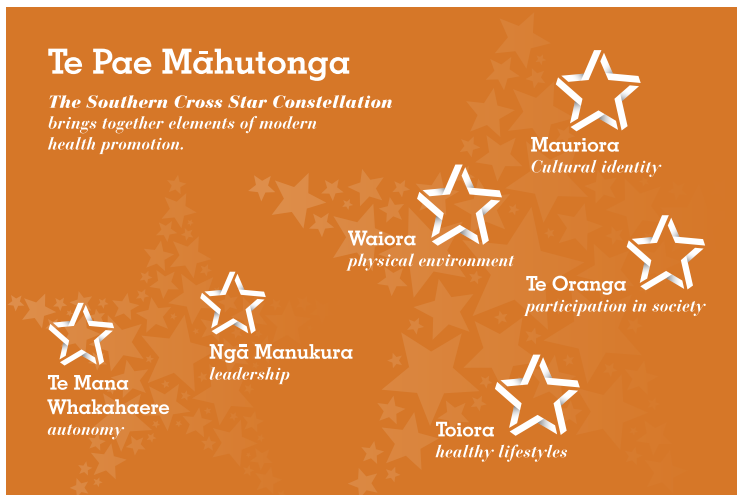 Te Pae Māhutonga
The Southern Cross Star Constellation
brings together elements of modern
health promotion.
Mauriora
Cultural identity
Waiora
physical environment
Te Oranga
participation in society
Ngā Manukura
leadership
Te Mana
Whakahaere
autonomy
Toiora
healthy lifestyles